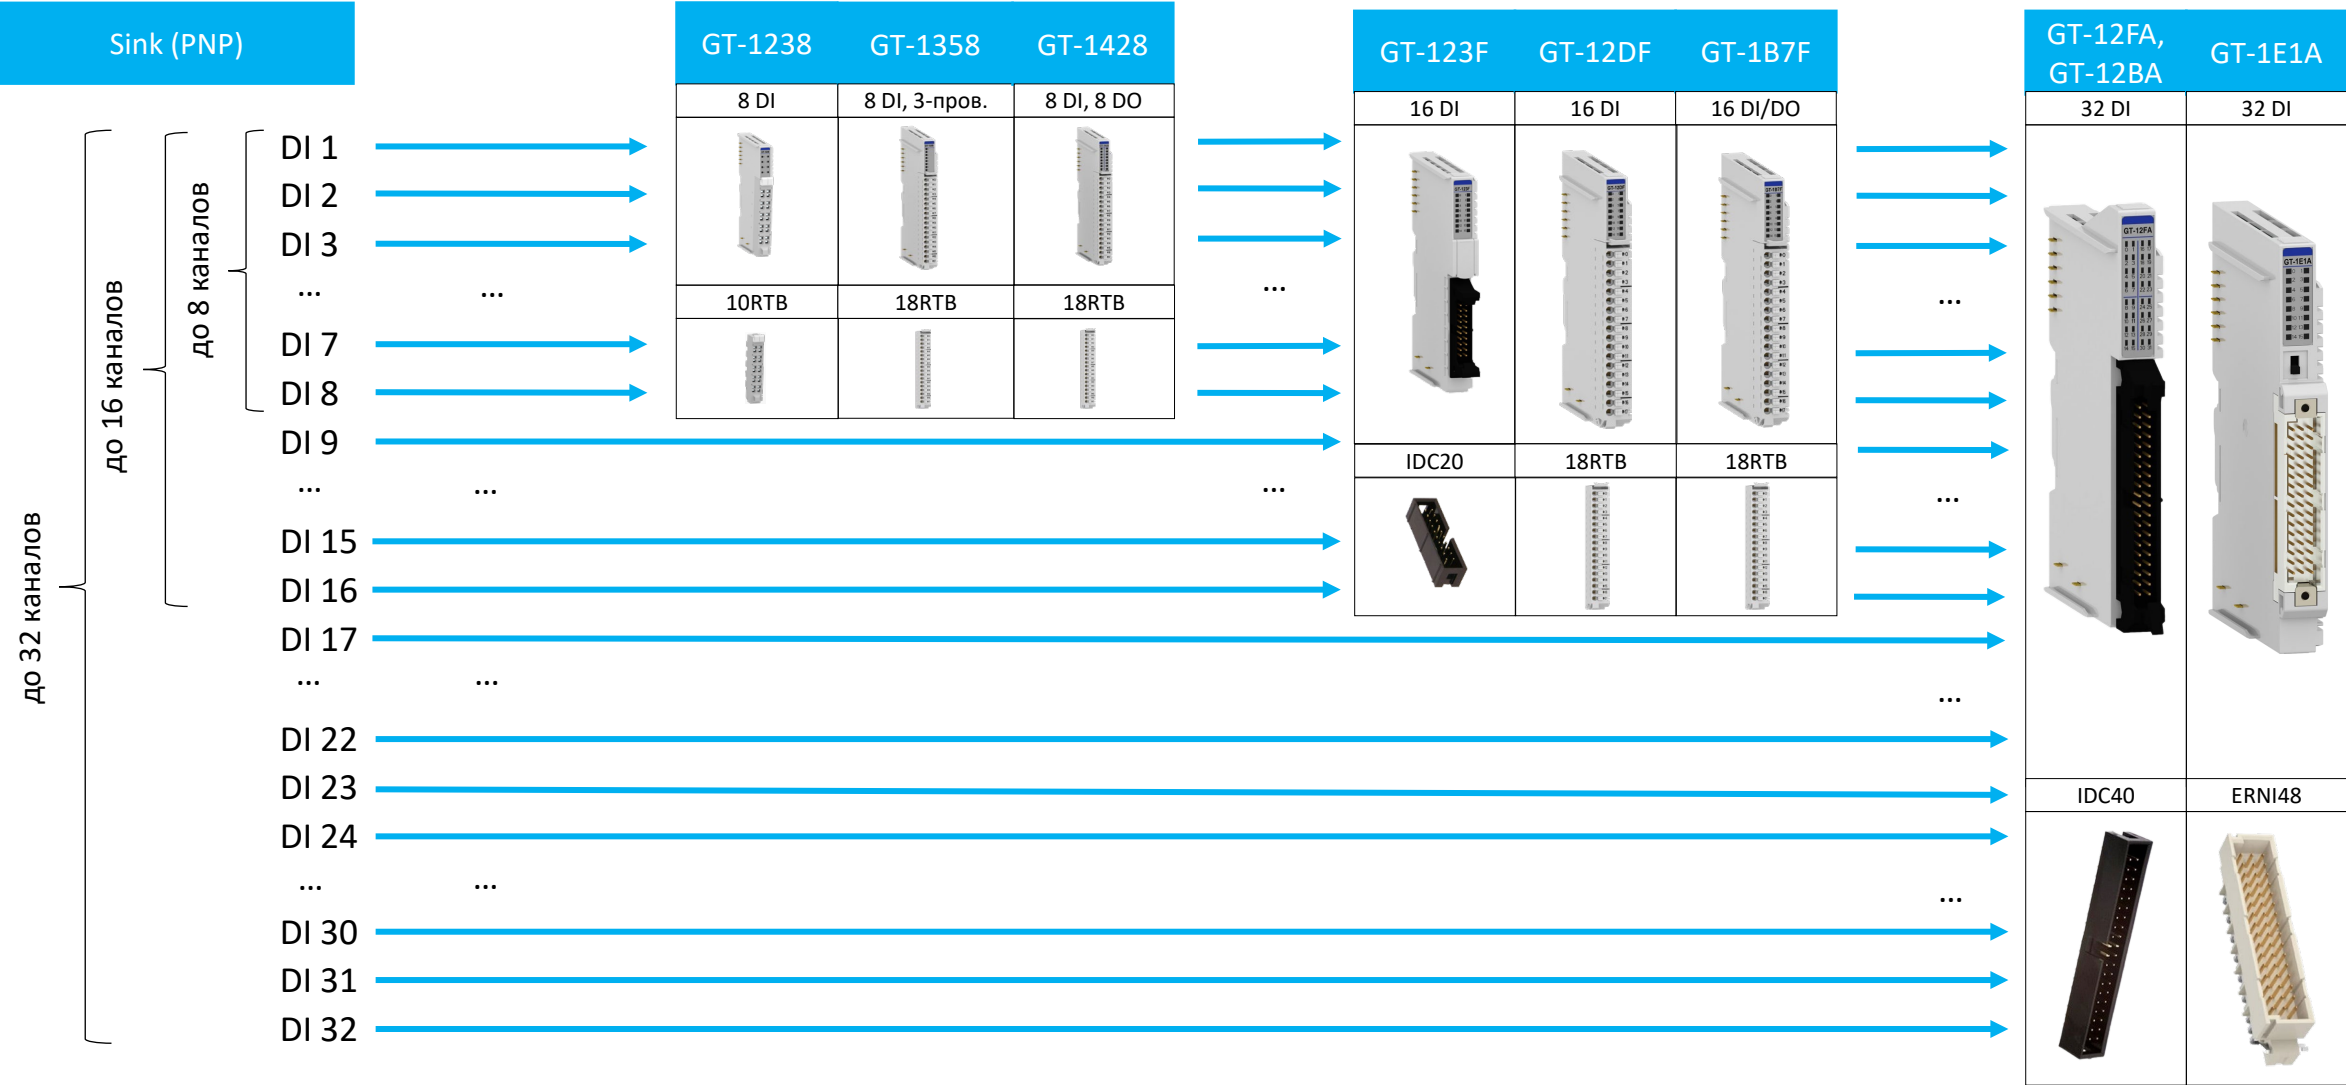 Sink (PNP)
GT-1238
GT-1358
GT-1428
GT-123F
GT-12DF
GT-1B7F
GT-12FA,
GT-12BA
GT-1E1A
8 DI
8 DI, 3-пров.
8 DI, 8 DO
16 DI
16 DI
16 DI/DO
32 DI
32 DI
до 32 каналов
до 16 каналов
до 8 каналов
DI 1
DI 2
DI 3
...
...
...
...
DI 7
DI 8
DI 9
...
...
...
...
DI 15
DI 16
DI 17
...
...
...
DI 22
DI 23
DI 24
...
...
...
DI 30
DI 31
DI 32
10RTB
18RTB
18RTB
IDC20
18RTB
18RTB
IDC40
ERNI48
GT-12FA
GT-1E1A